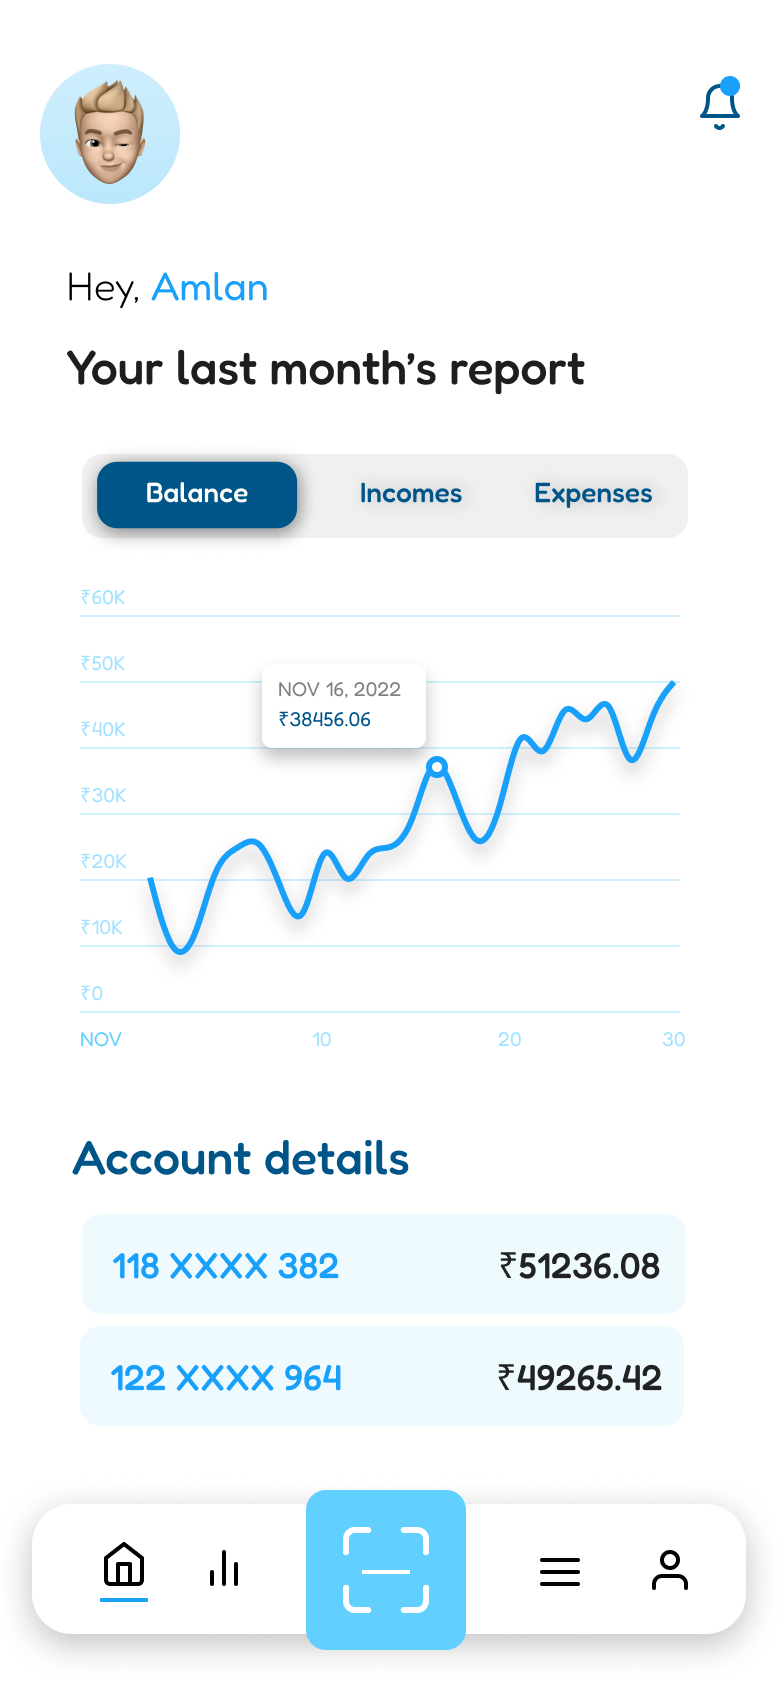 Hey, Amlan
Your last month’s report
Balance Incomes Expenses
₹60K
₹50K
NOV 16, 2022
₹38456.06
₹40K
₹30K
₹20K
₹10K
₹0
NOV 10 20 30
Account details
118 XXXX 382 ₹51236.08
122 XXXX 964 ₹49265.42